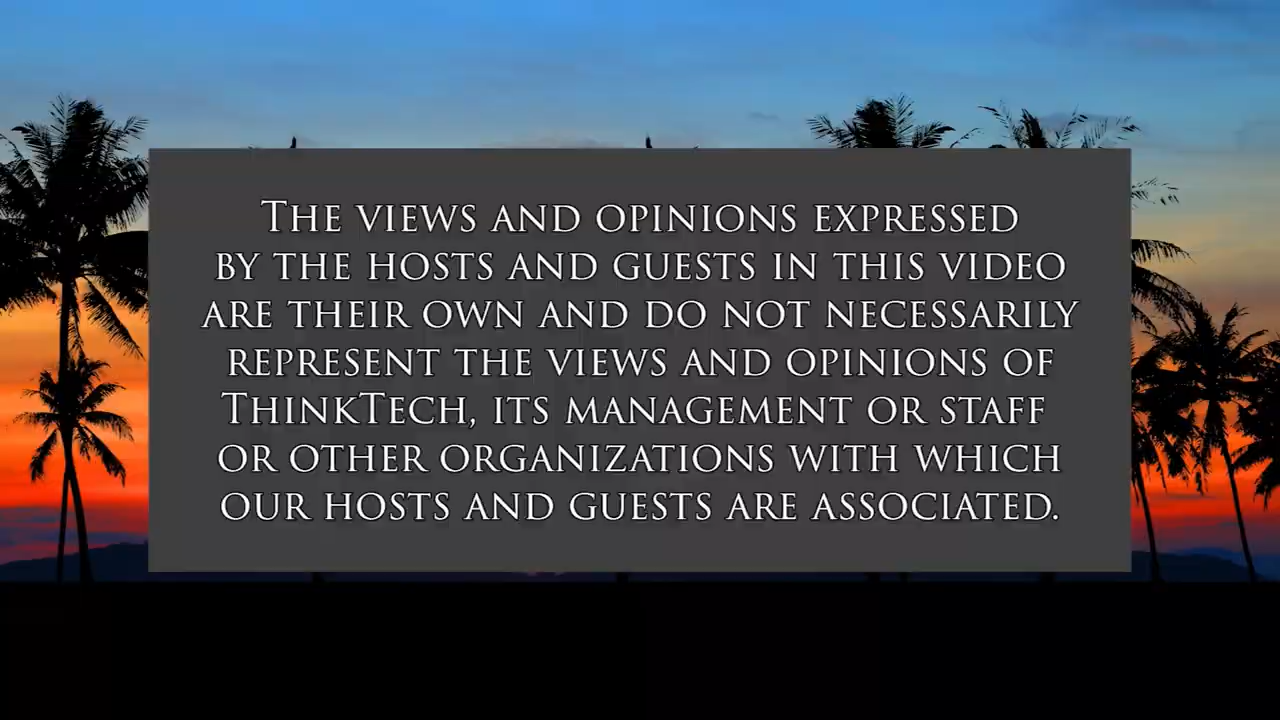 The views and opinions expressed
by the hosts and guests in this video
are their own and do not necessarily
represent the views and opinions of
ThinkTech, its management or staff
or other organizations with which
our hosts and guests are associated.